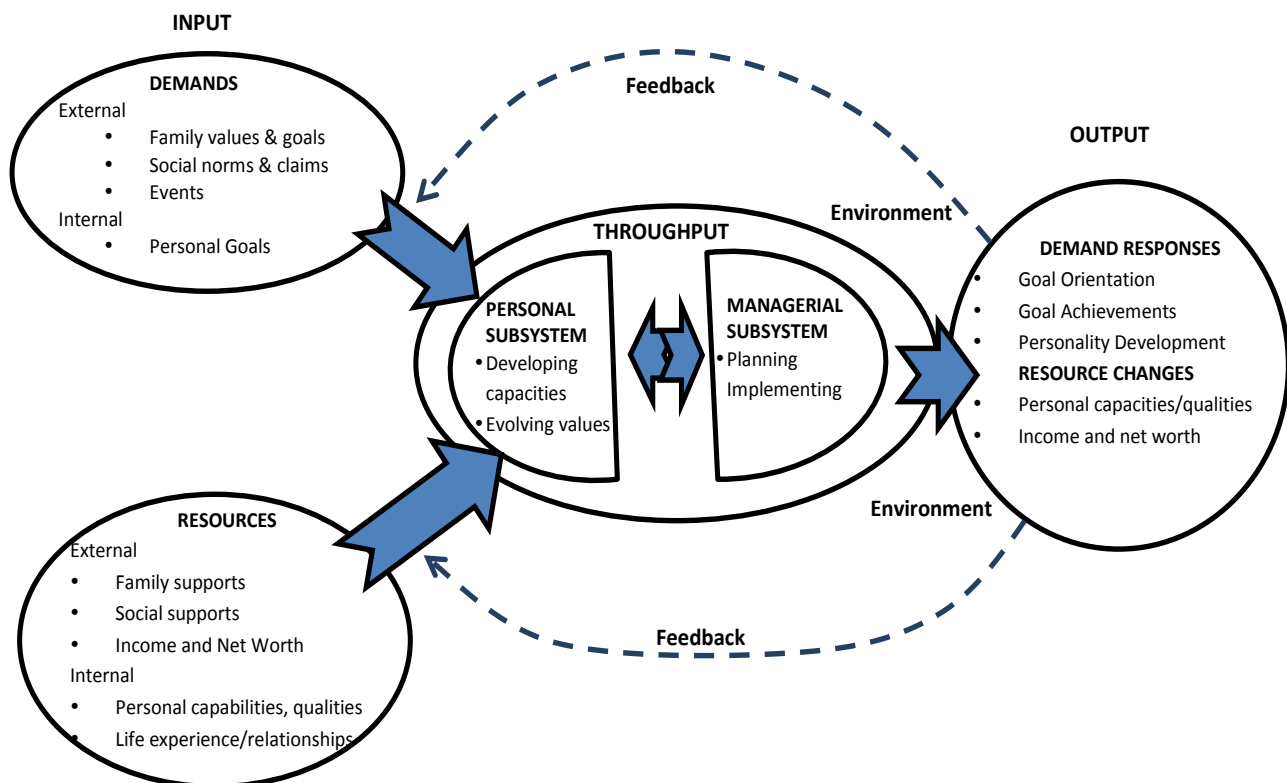 INPUT
DEMANDS
External
• Family values & goals
• Social norms & claims
• Events
Internal
• Personal Goals
RESOURCES
External
• Family supports
• Social supports
• Income and Net Worth
Internal
• Personal capabilities, qualities
• Life experience/relationships
Feedback
Environment
THROUGHPUT
PERSONAL
SUBSYSTEM
• Developing
capacities
• Evolving values
MANAGERIAL
SUBSYSTEM
• Planning
Implementing
Environment
Feedback
OUTPUT
DEMAND RESPONSES
• Goal Orientation
• Goal Achievements
• Personality Development
RESOURCE CHANGES
• Personal capacities/qualities
• Income and net worth